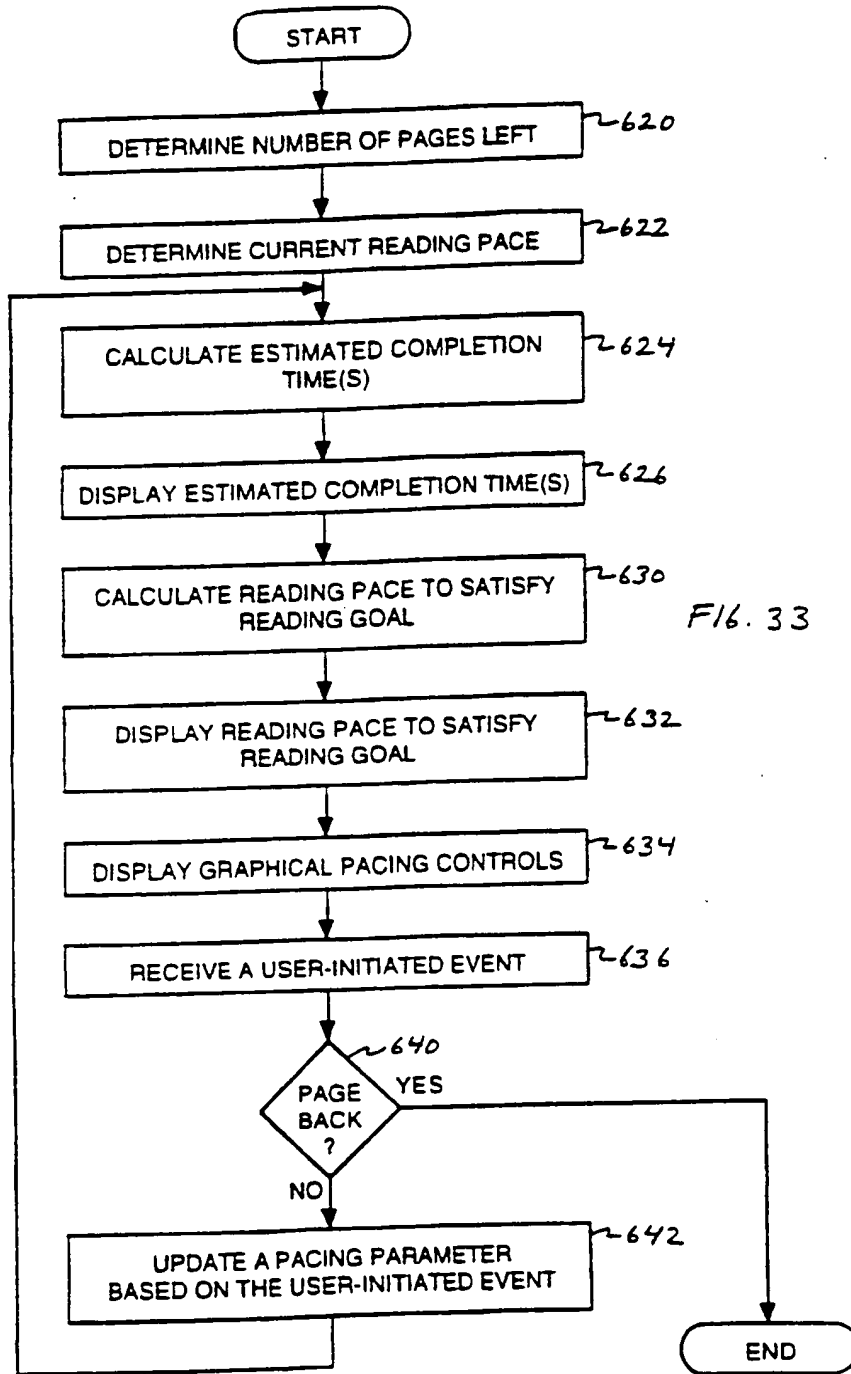 START
DETERMINE NUMBER OF PAGES LEFT
620
DETERMINE CURRENT READING PACE
622
CALCULATE ESTIMATED COMPLETION
TIME(S)
624
DISPLAY ESTIMATED COMPLETION TIME(S)
626
CALCULATE READING PACE TO SATISFY
READING GOAL
630
FIG. 33
DISPLAY READING PACE TO SATISFY
READING GOAL
632
DISPLAY GRAPHICAL PACING CONTROLS
634
RECEIVE A USER-INITIATED EVENT
636
640
PAGE
BACK
?
YES
NO
UPDATE A PACING PARAMETER
BASED ON THE USER-INITIATED EVENT
642
END